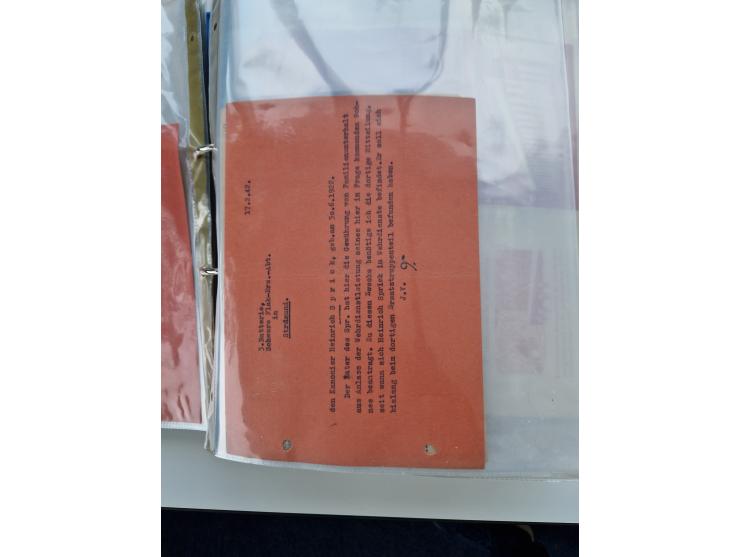 17.2.42.
3.Batterie,
Schwere Flak-Ers.-Abt.
in
Stralsund.
den Kanonier Heinrich S p r i c k, geb.am 30.6.1922.
Der Vater des Spr. hat hier die Gewährung von Familienunterhalt
aus Anlass der Wehrdienstleistung seines hier in Frage kommenden Soh-
nes beantragt. Zu diesem Zwecke benötige ich die dortige Mitteilung,
seit wann sich Heinrich Sprick im Wehrdienste befindet.Er soll sich
bislang beim dortigen Ersatztruppenteil befunden haben.
J.V.